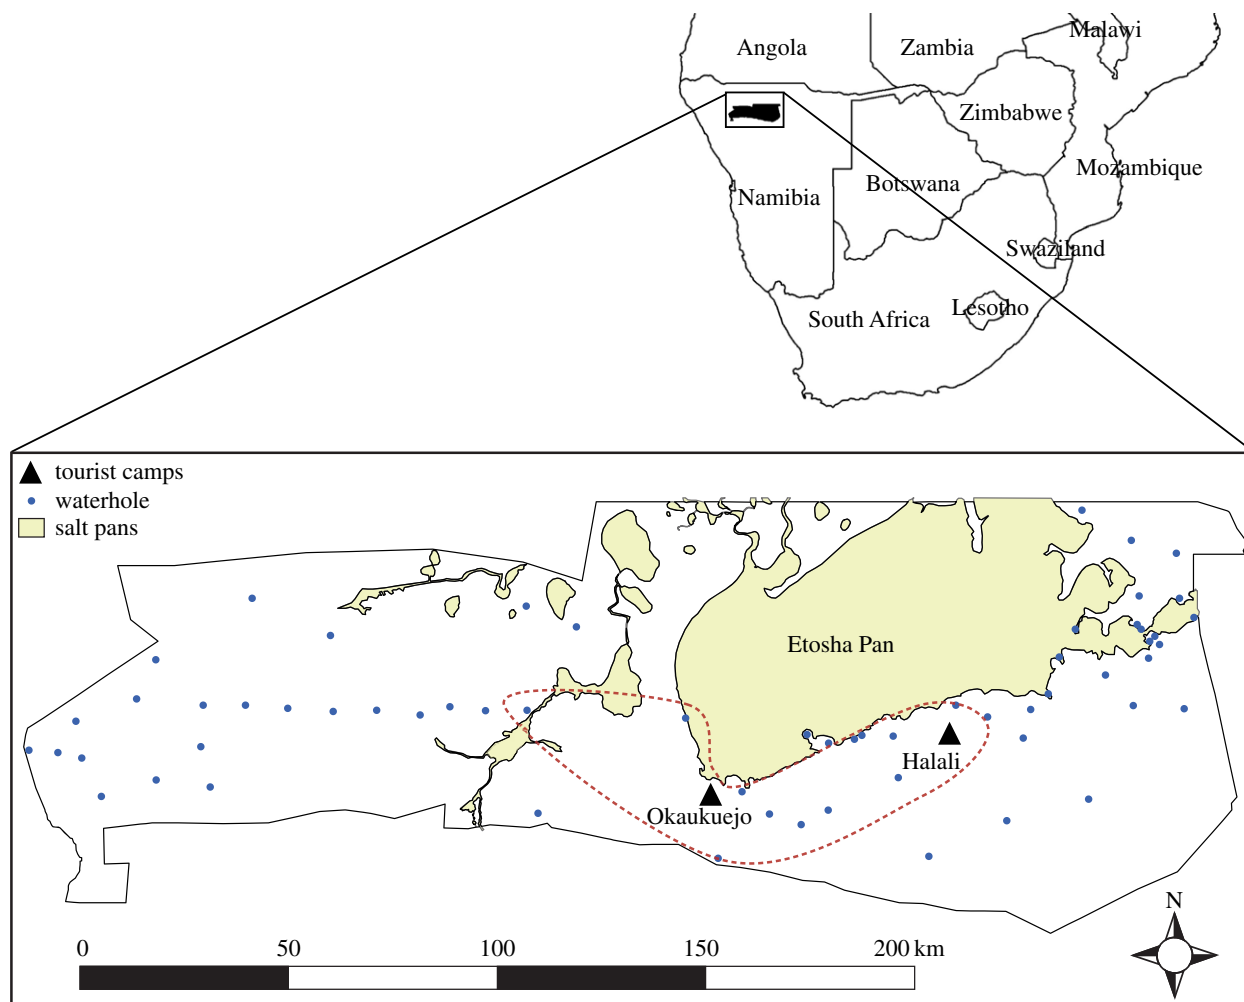 Malawi
Angola
Zambia
Zimbabwe
Mozambique
Botswana
Namibia
Swaziland
Lesotho
South Africa
tourist camps
waterhole
salt pans
Etosha Pan
Halali
Okaukuejo
N
0 50 100 150 200 km